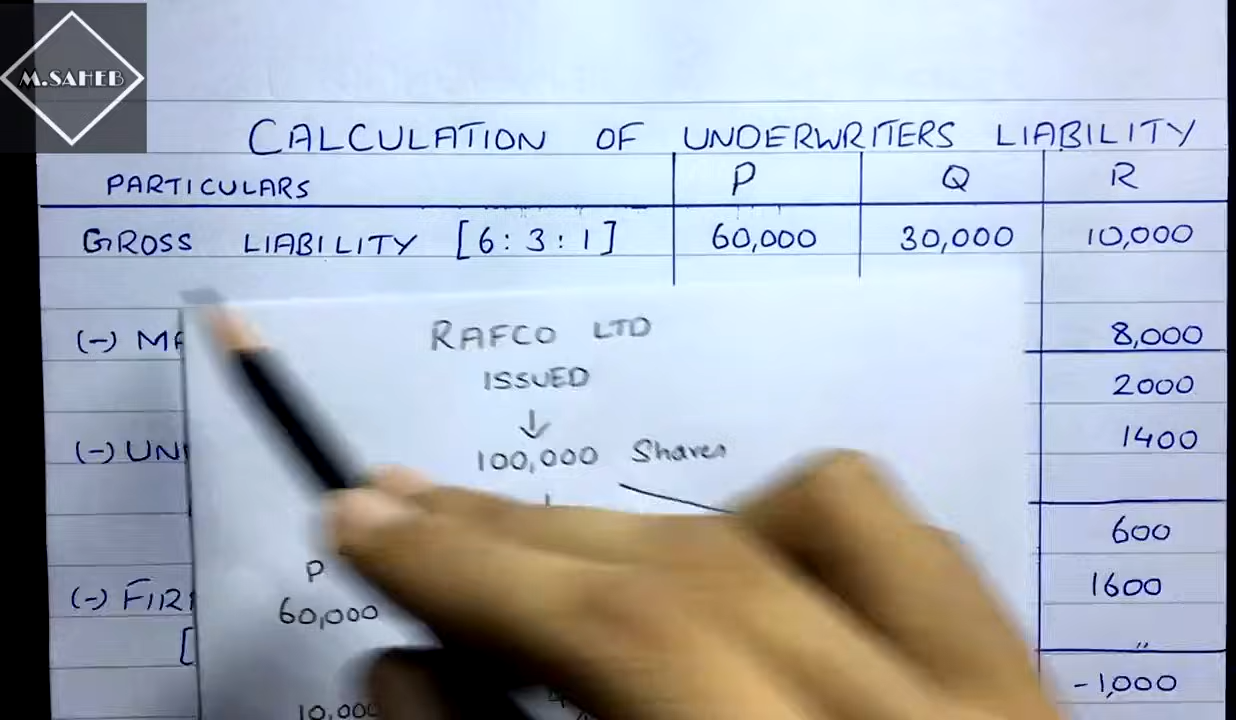 M.SAHEB
CALCULATION OF UNDERWRITERS LIABILITY
PARTICULARS P Q R
GROSS LIABILITY [6:3:1] 60,000 30,000 10,000
(-) MA 8,000
2000
(-) UN 1400
600
(-) FIR 1600
[ ,,
-1,000
RAFCO LTD
ISSUED
↓
100,000 Shares
P
60,000
10,000